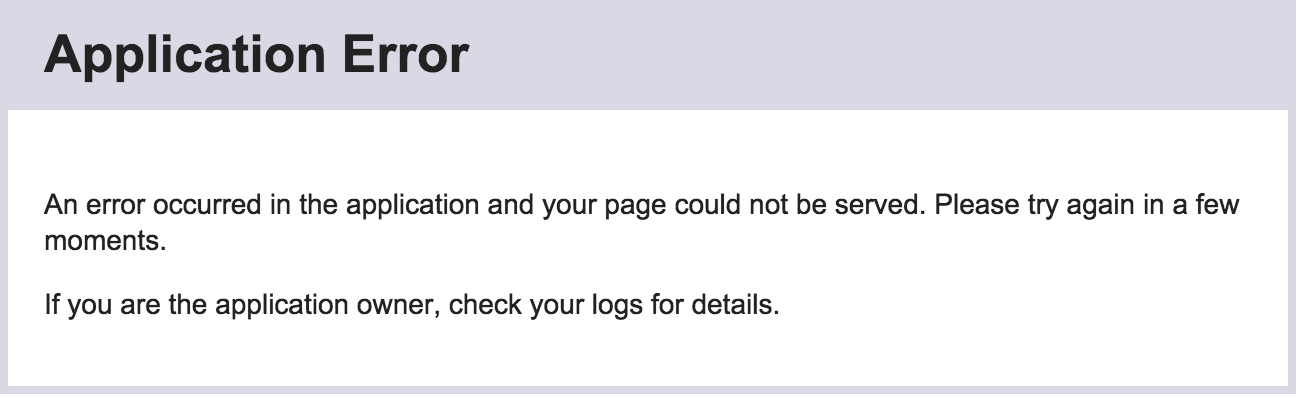 Application Error
An error occurred in the application and your page could not be served. Please try again in a few
moments.
If you are the application owner, check your logs for details.